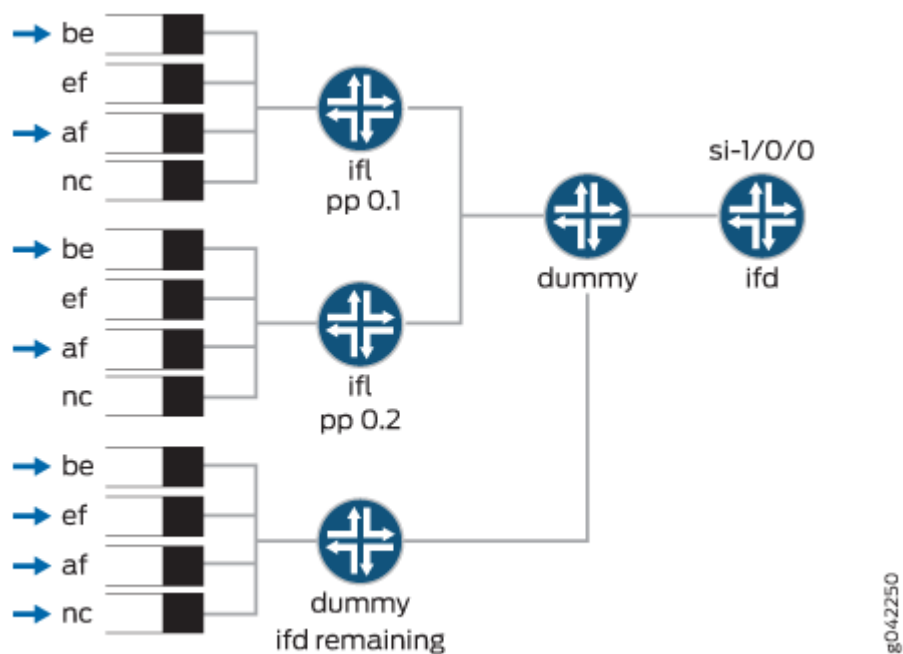 be
ef
af
nc
ifl
pp 0.1
be
ef
af
nc
ifl
pp 0.2
be
ef
af
nc
dummy
ifd remaining
dummy
si-1/0/0
ifd
g042250